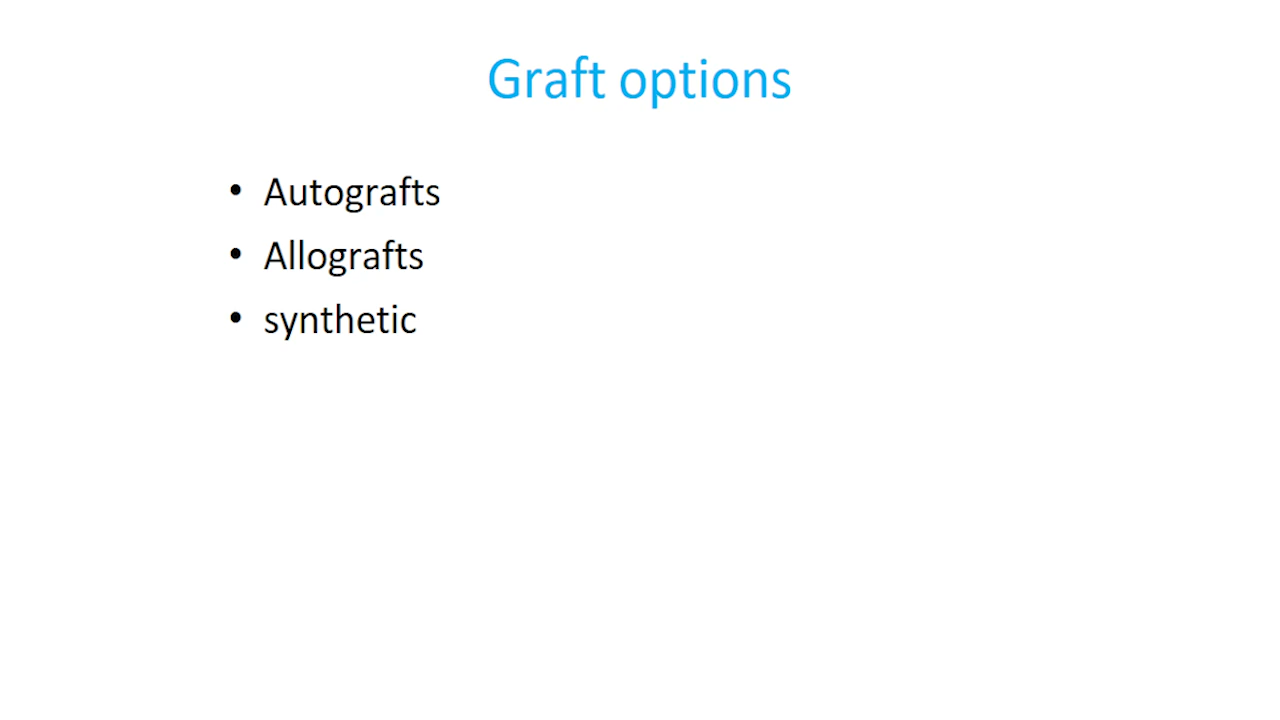 Graft options
• Autografts
• Allografts
• synthetic